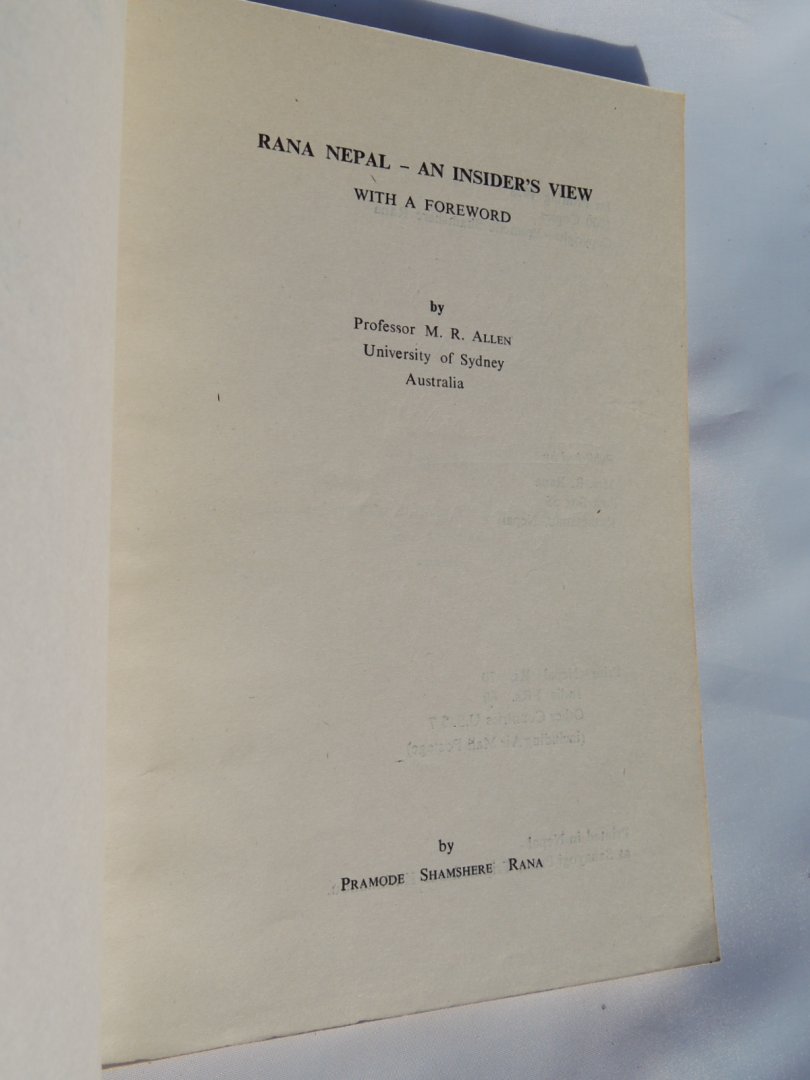 RANA NEPAL – AN INSIDER'S VIEW
WITH A FOREWORD
by
Professor M. R. ALLEN
University of Sydney
Australia
by
PRAMODE SHAMSHERE RANA